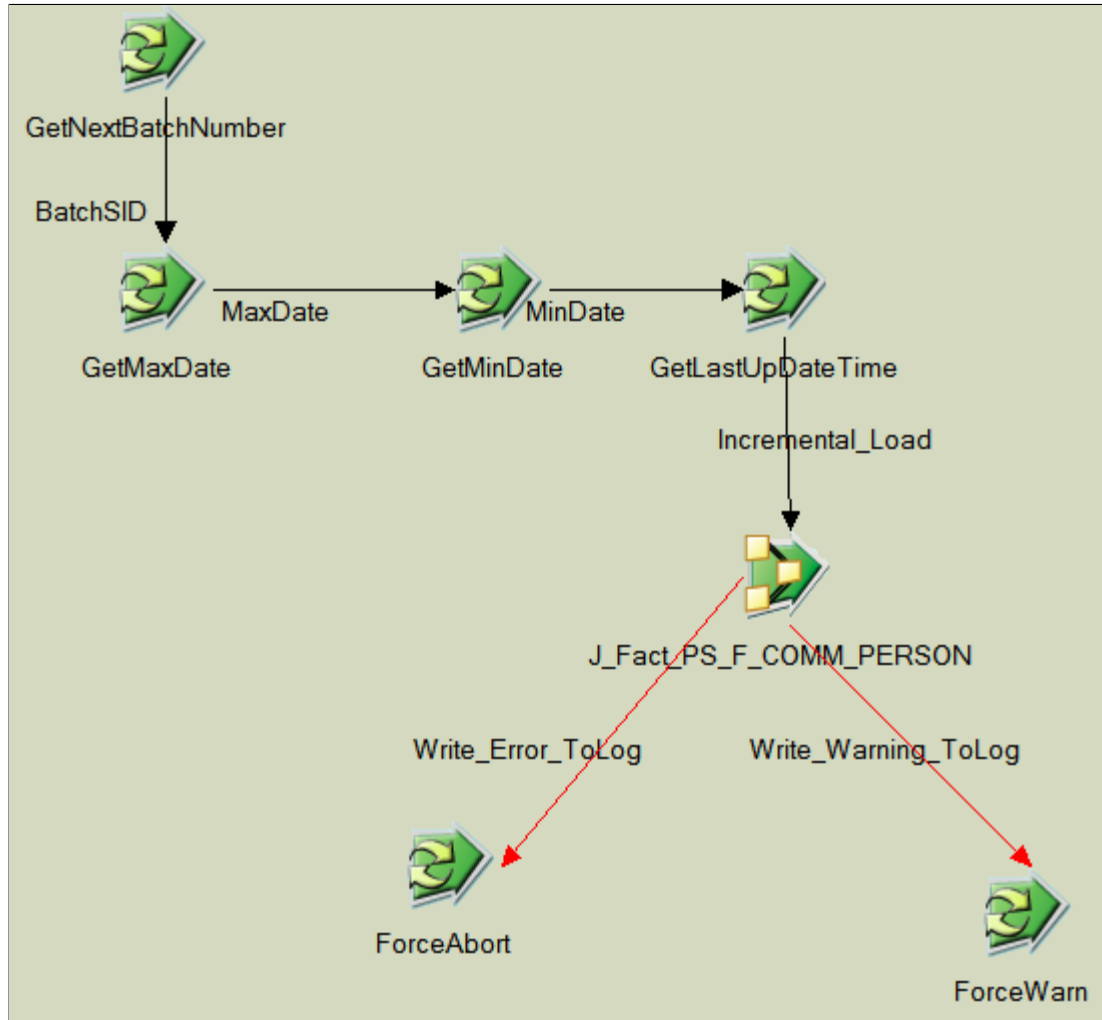 GetNextBatchNumber
BatchSID
MaxDate
MinDate
GetMaxDate
GetMinDate
GetLastUpDateTime
Incremental_Load
J_Fact_PS_F_COMM_PERSON
Write_Error_ToLog
Write_Warning_ToLog
ForceAbort
ForceWarn